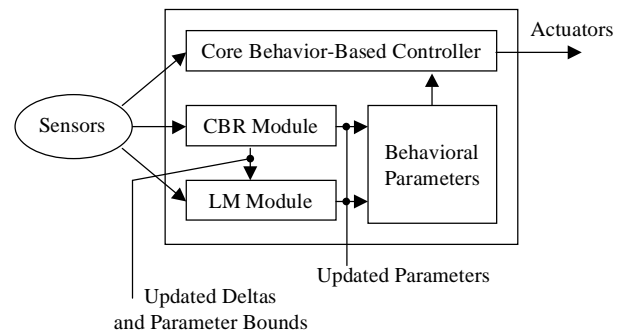 Actuators
Core Behavior-Based Controller
Sensors
CBR Module
Behavioral
Parameters
LM Module
Updated Parameters
Updated Deltas
and Parameter Bounds